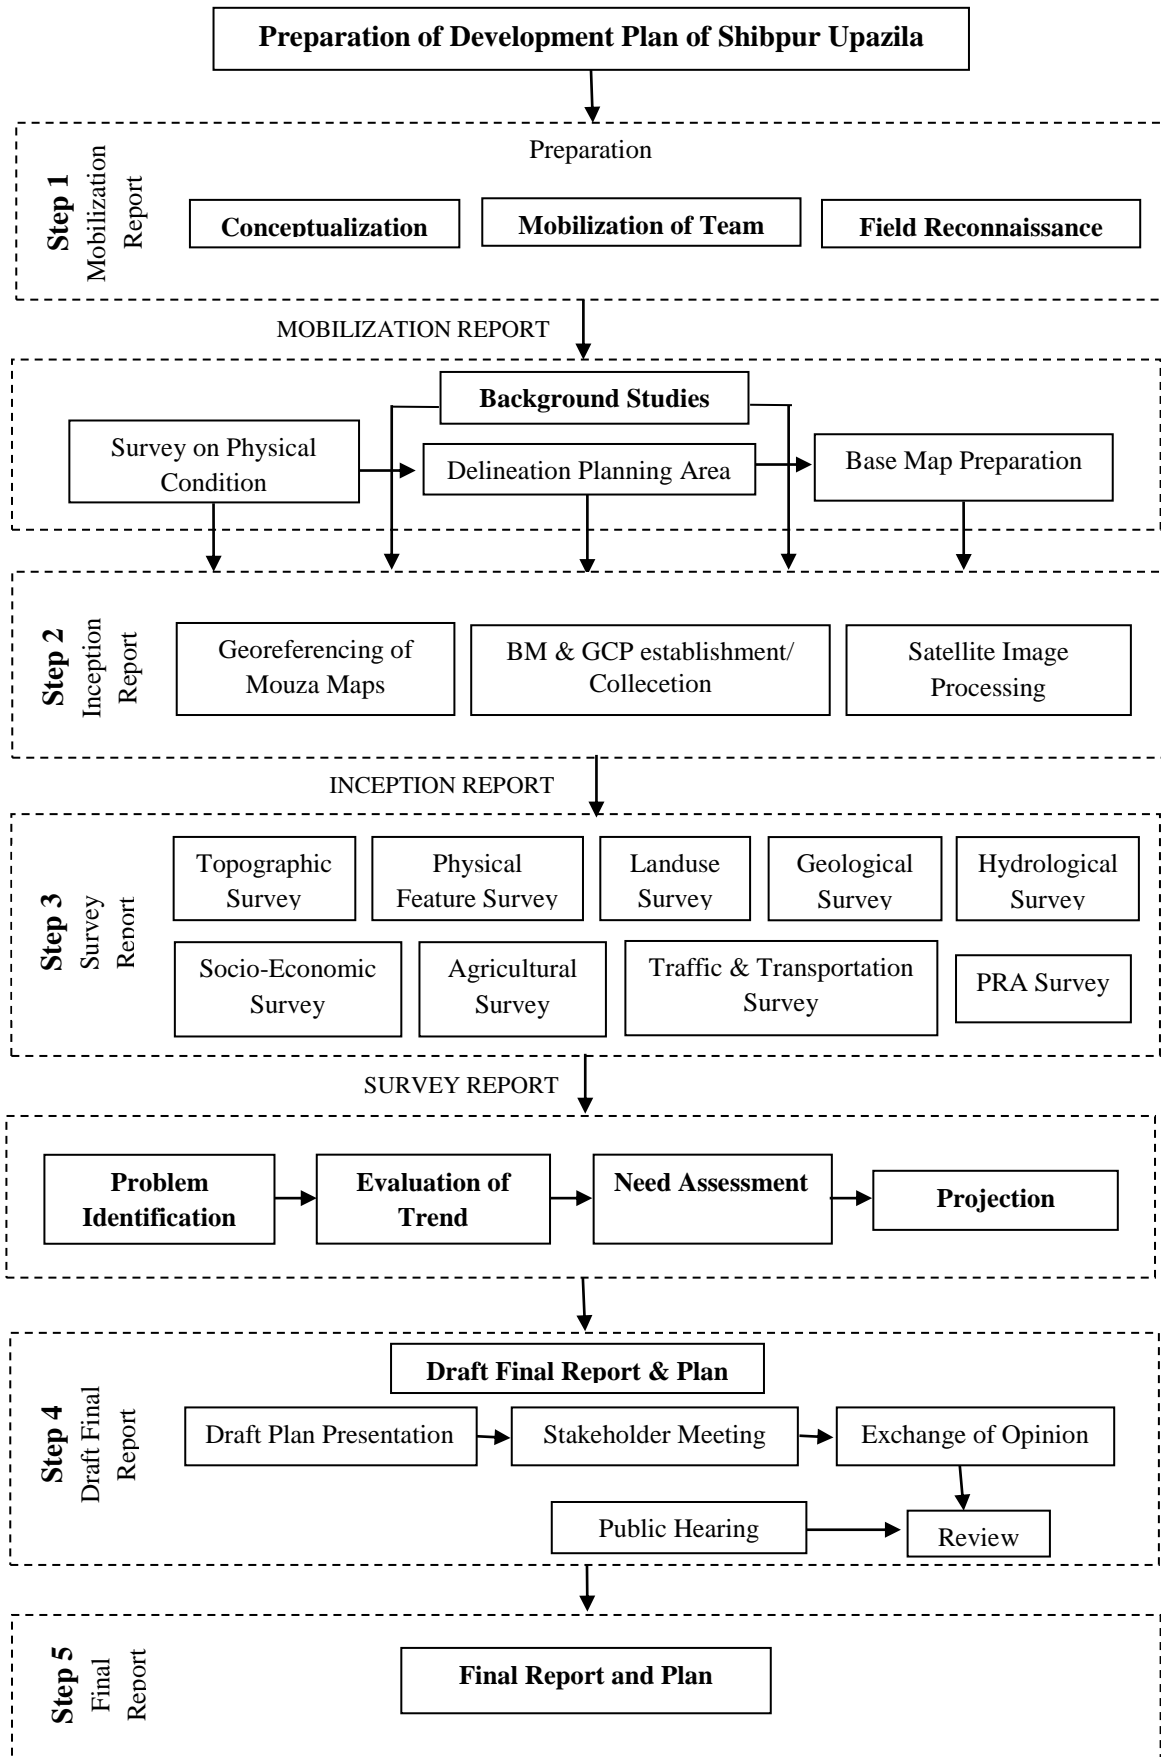 Preparation of Development Plan of Shibpur Upazila
Step 1
Mobilization
Report
Preparation
Conceptualization
Mobilization of Team
Field Reconnaissance
MOBILIZATION REPORT
Background Studies
Survey on Physical
Condition
Delineation Planning Area
Base Map Preparation
Step 2
Inception
Report
Georeferencing of
Mouza Maps
BM & GCP establishment/
Collecetion
Satellite Image
Processing
INCEPTION REPORT
Step 3
Survey
Report
Topographic
Survey
Physical
Feature Survey
Landuse
Survey
Geological
Survey
Hydrological
Survey
Socio-Economic
Survey
Agricultural
Survey
Traffic & Transportation
Survey
PRA Survey
SURVEY REPORT
Problem
Identification
Evaluation of
Trend
Need Assessment
Projection
Step 4
Draft Final
Report
Draft Final Report & Plan
Draft Plan Presentation
Stakeholder Meeting
Exchange of Opinion
Public Hearing
Review
Step 5
Final
Report
Final Report and Plan